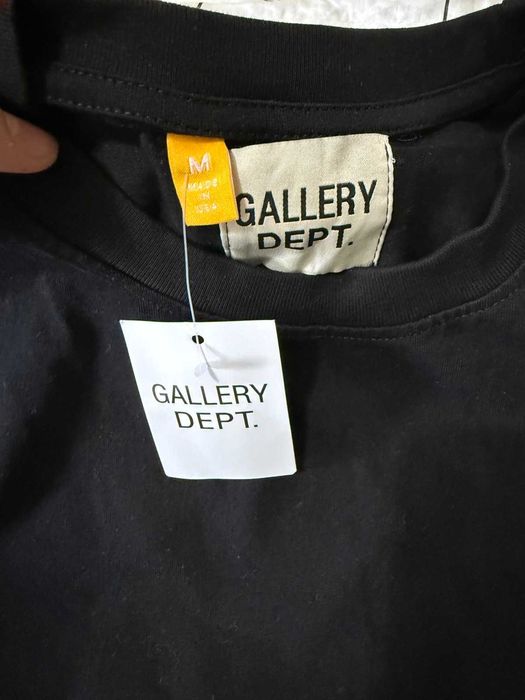 M
MADE
IN
USA
GALLERY
DEPT.
GALLERY
DEPT.